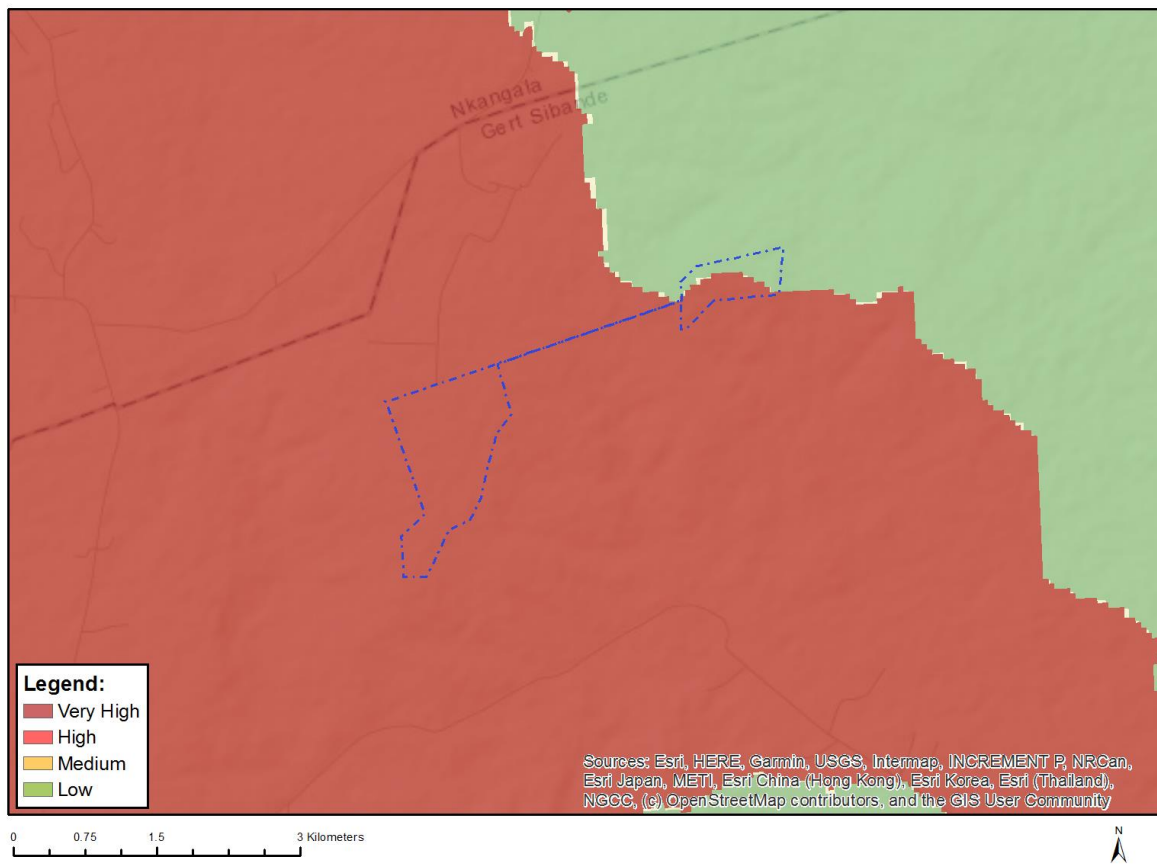 Nkangala
Gert Sibande
Legend:
Very High
High
Medium
Low
Sources: Esri, HERE, Garmin, USGS, Intermap, INCREMENT P, NRCan,
Esri Japan, METI, Esri China (Hong Kong), Esri Korea, Esri (Thailand),
NGCC, (c) OpenStreetMap contributors, and the GIS User Community
0 0.75 1.5 3 Kilometers
N